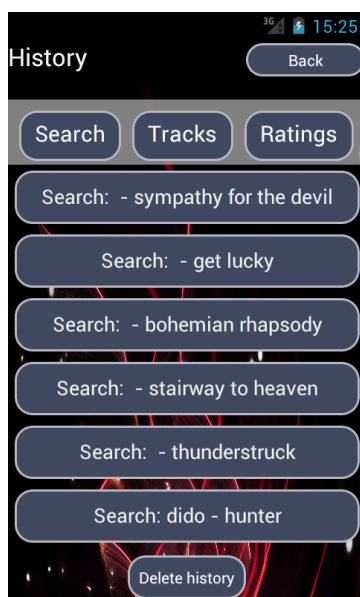 3G 15:25
History Back
Search Tracks Ratings
Search:  - sympathy for the devil
Search:  - get lucky
Search:  - bohemian rhapsody
Search:  - stairway to heaven
Search:  - thunderstruck
Search: dido - hunter
Delete history